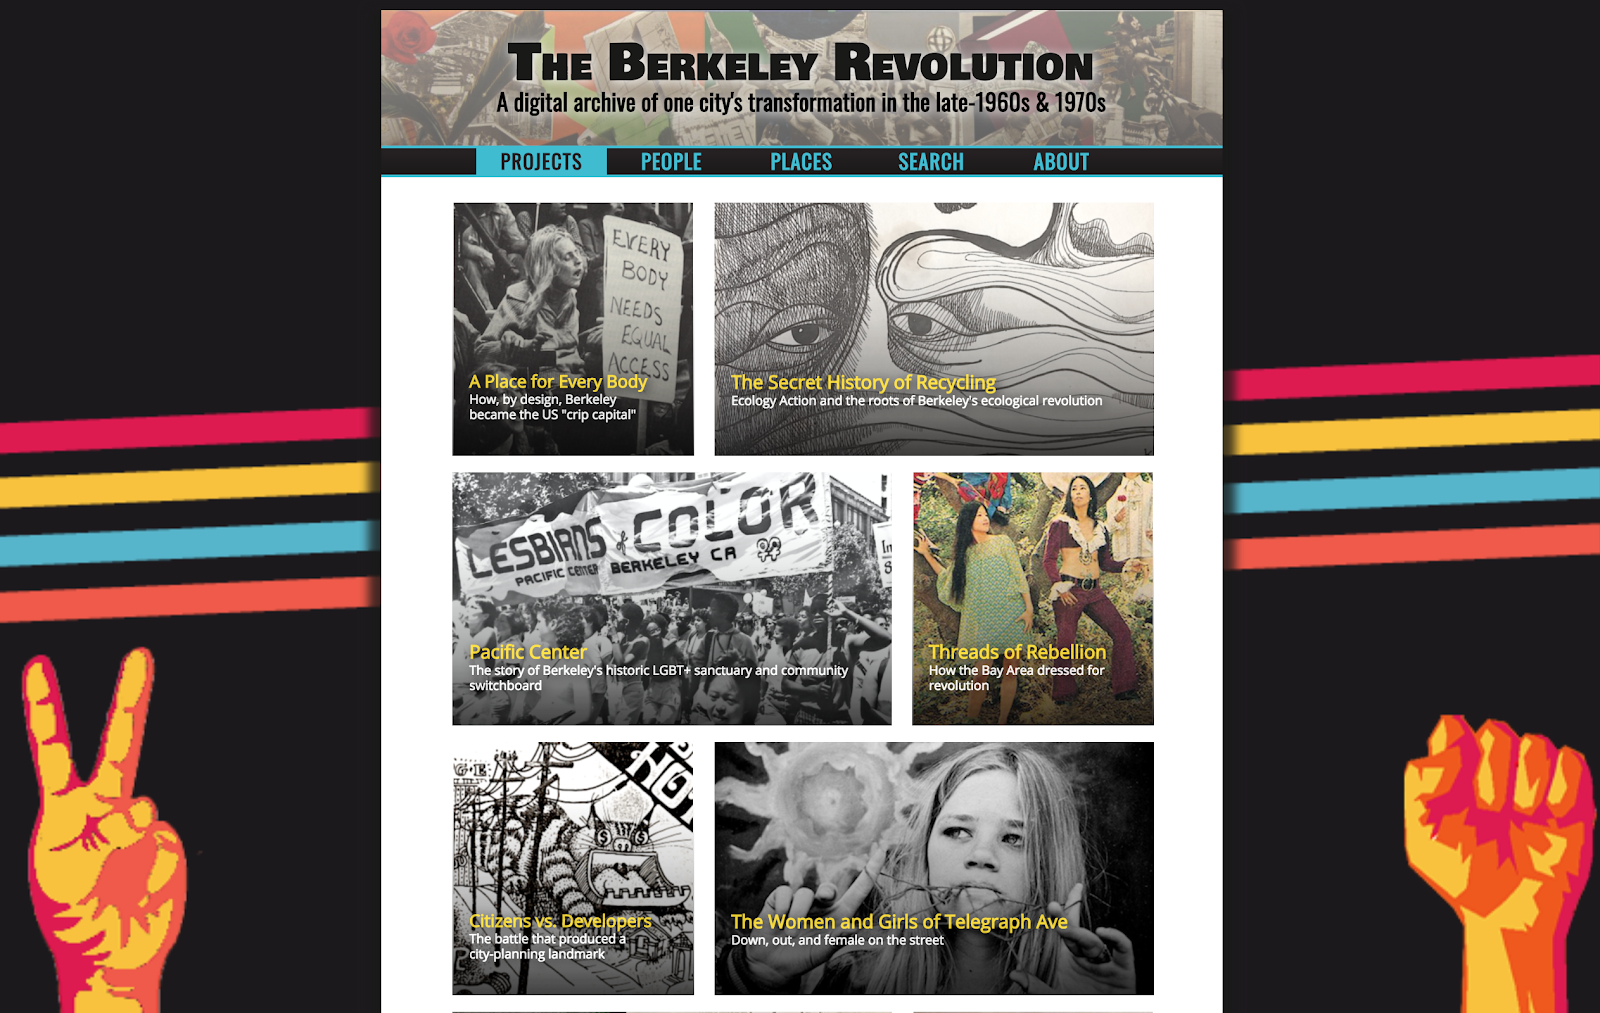 The Berkeley Revolution
A digital archive of one city's transformation in the late-1960s & 1970s
PROJECTS PEOPLE PLACES SEARCH ABOUT
EVERY
BODY
NEEDS
EQUAL
ACCESS
A Place for Every Body
How, by design, Berkeley
became the US "crip capital"
The Secret History of Recycling
Ecology Action and the roots of Berkeley's ecological revolution
LESBIANS of COLOR
PACIFIC CENTER BERKELEY CA
Pacific Center
The story of Berkeley's historic LGBT+ sanctuary and community
switchboard
Threads of Rebellion
How the Bay Area dressed for
revolution
Citizens vs. Developers
The battle that produced a
city-planning landmark
The Women and Girls of Telegraph Ave
Down, out, and female on the street